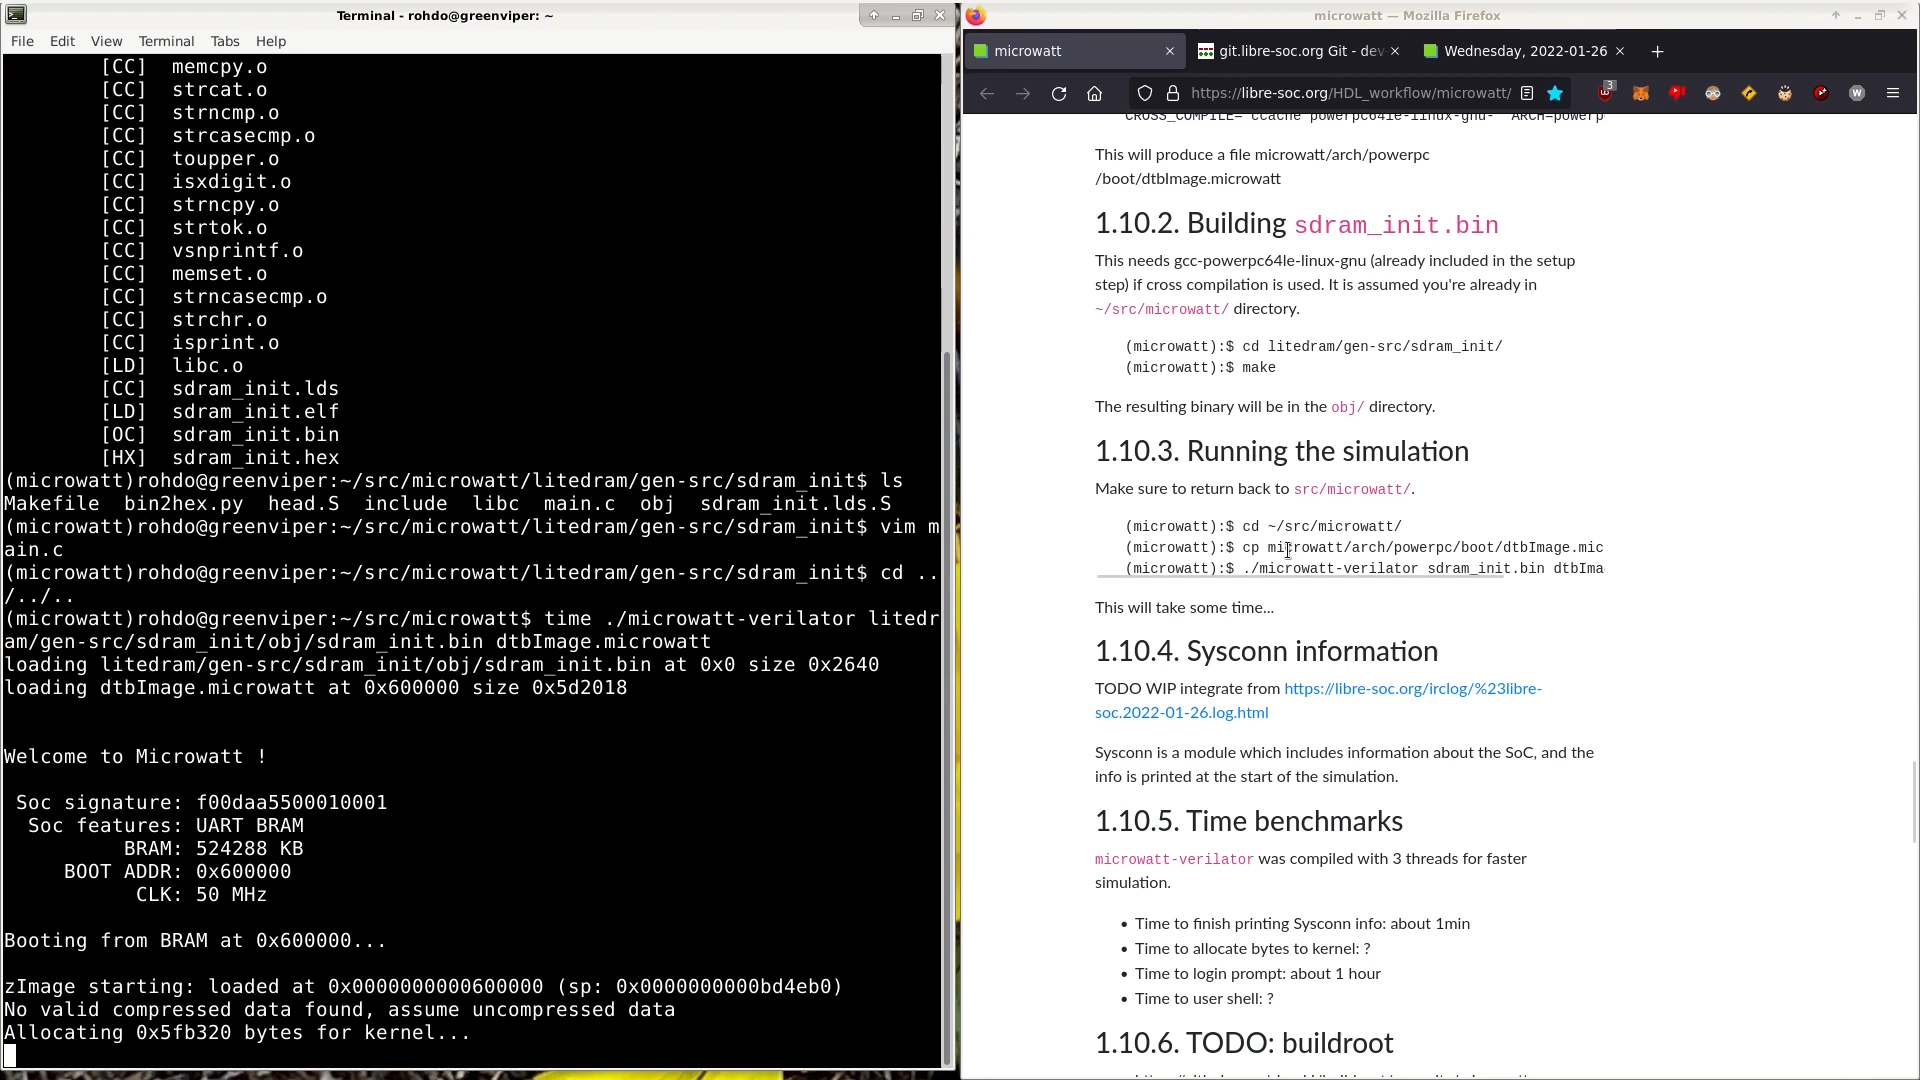 Terminal - rohdo@greenviper: ~
File Edit View Terminal Tabs Help
[CC] memcpy.o
[CC] strcat.o
[CC] strncmp.o
[CC] strcasecmp.o
[CC] toupper.o
[CC] isxdigit.o
[CC] strncpy.o
[CC] strtok.o
[CC] vsnprintf.o
[CC] memset.o
[CC] strncasecmp.o
[CC] strchr.o
[CC] isprint.o
[LD] libc.o
[CC] sdram_init.lds
[LD] sdram_init.elf
[OC] sdram_init.bin
[HX] sdram_init.hex
(microwatt)rohdo@greenviper:~/src/microwatt/litedram/gen-src/sdram_init$ ls
Makefile bin2hex.py head.S include libc main.c obj sdram_init.lds.S
(microwatt)rohdo@greenviper:~/src/microwatt/litedram/gen-src/sdram_init$ vim m
ain.c
(microwatt)rohdo@greenviper:~/src/microwatt/litedram/gen-src/sdram_init$ cd ..
/../..
(microwatt)rohdo@greenviper:~/src/microwatt$ time ./microwatt-verilator litedr
am/gen-src/sdram_init/obj/sdram_init.bin dtbImage.microwatt
loading litedram/gen-src/sdram_init/obj/sdram_init.bin at 0x0 size 0x2640
loading dtbImage.microwatt at 0x600000 size 0x5d2018
Welcome to Microwatt !
Soc signature: f00daa5500010001
Soc features: UART BRAM
BRAM: 524288 KB
BOOT ADDR: 0x600000
CLK: 50 MHz
Booting from BRAM at 0x600000...
zImage starting: loaded at 0x0000000000600000 (sp: 0x0000000000bd4eb0)
No valid compressed data found, assume uncompressed data
Allocating 0x5fb320 bytes for kernel...
microwatt — Mozilla Firefox
microwatt
git.libre-soc.org Git - dev
Wednesday, 2022-01-26
https://libre-soc.org/HDL_workflow/microwatt/
3
CROSS_COMPILE="ccache powerpc64le-linux-gnu-" ARCH=powerp
This will produce a file microwatt/arch/powerpc
/boot/dtbImage.microwatt
1.10.2. Building sdram_init.bin
This needs gcc-powerpc64le-linux-gnu (already included in the setup
step) if cross compilation is used. It is assumed you're already in
~/src/microwatt/ directory.
(microwatt):$ cd litedram/gen-src/sdram_init/
(microwatt):$ make
The resulting binary will be in the obj/ directory.
1.10.3. Running the simulation
Make sure to return back to src/microwatt/.
(microwatt):$ cd ~/src/microwatt/
(microwatt):$ cp microwatt/arch/powerpc/boot/dtbImage.mic
(microwatt):$ ./microwatt-verilator sdram_init.bin dtbIma
This will take some time...
1.10.4. Sysconn information
TODO WIP integrate from https://libre-soc.org/irclog/%23libre-
soc.2022-01-26.log.html
Sysconn is a module which includes information about the SoC, and the
info is printed at the start of the simulation.
1.10.5. Time benchmarks
microwatt-verilator was compiled with 3 threads for faster
simulation.
• Time to finish printing Sysconn info: about 1min
• Time to allocate bytes to kernel: ?
• Time to login prompt: about 1 hour
• Time to user shell: ?
1.10.6. TODO: buildroot